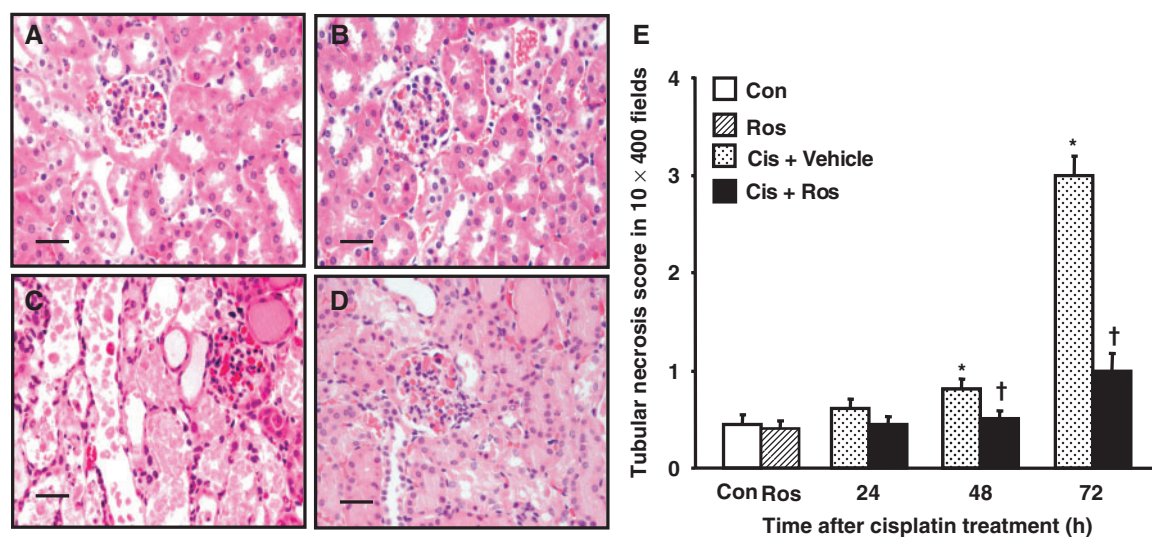 A
B
C
D
E
Tubular necrosis score in 10 × 400 fields
4
3
2
1
0
Con
Ros
Cis + Vehicle
Cis + Ros
*
†
*
†
Con Ros 24 48 72
Time after cisplatin treatment (h)